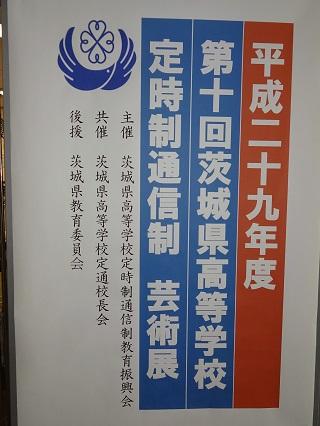 平成二十九年度
第十回茨城県高等学校
定時制通信制 芸術展
主催 茨城県高等学校定時制通信制教育振興会
共催 茨城県高等学校定通校長会
後援 茨城県教育委員会